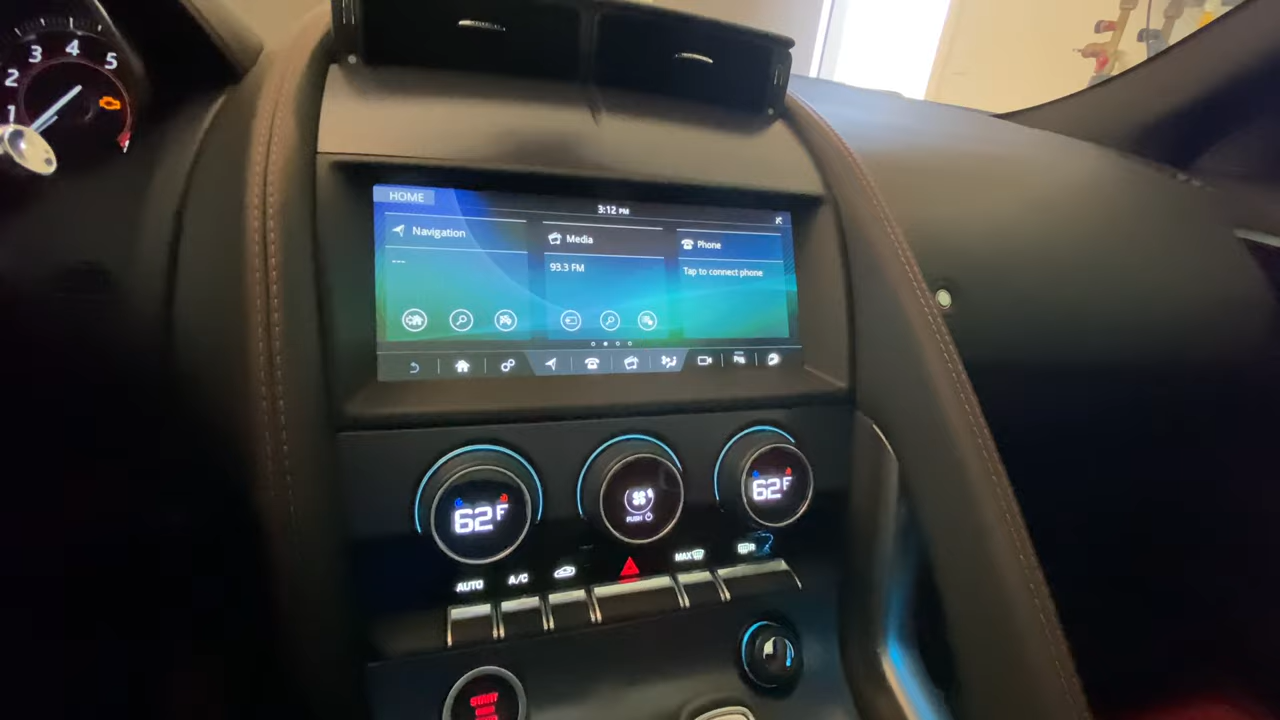 1 2 3 4 5
HOME
3:12 PM
Navigation
Media
Phone
---
93.3 FM
Tap to connect phone
62F
PUSH
62F
AUTO
A/C
MAX
R
START